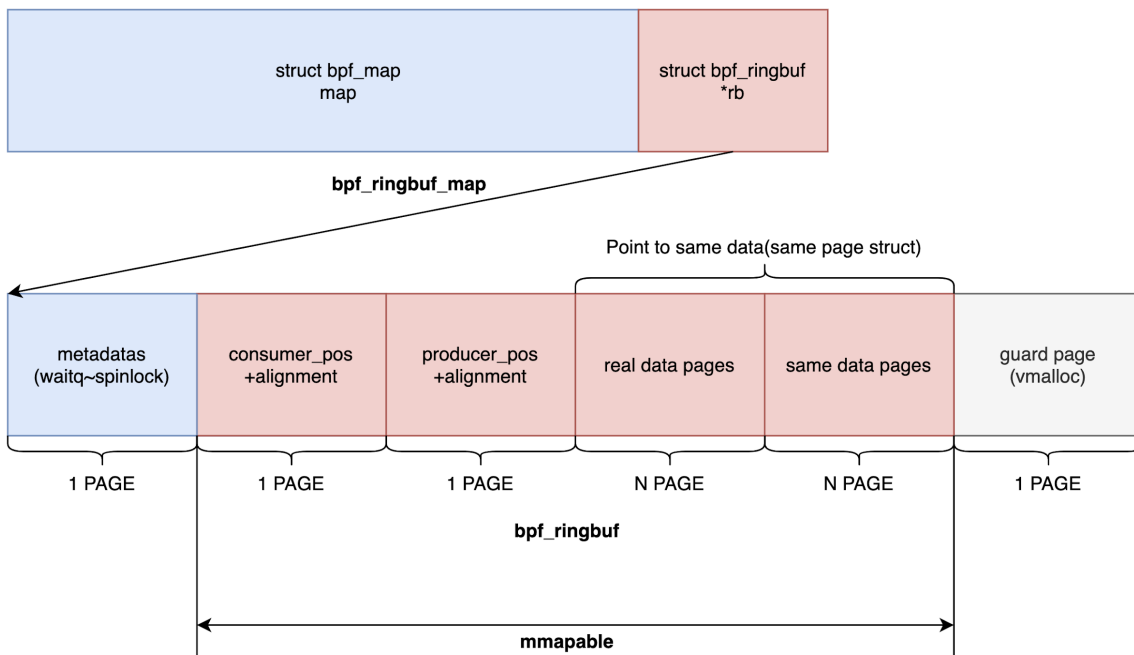 struct bpf_map
map
struct bpf_ringbuf
*rb
bpf_ringbuf_map
Point to same data(same page struct)
metadatas
(waitq~spinlock)
consumer_pos
+alignment
producer_pos
+alignment
real data pages
same data pages
guard page
(vmalloc)
1 PAGE
1 PAGE
1 PAGE
N PAGE
N PAGE
1 PAGE
bpf_ringbuf
mmapable